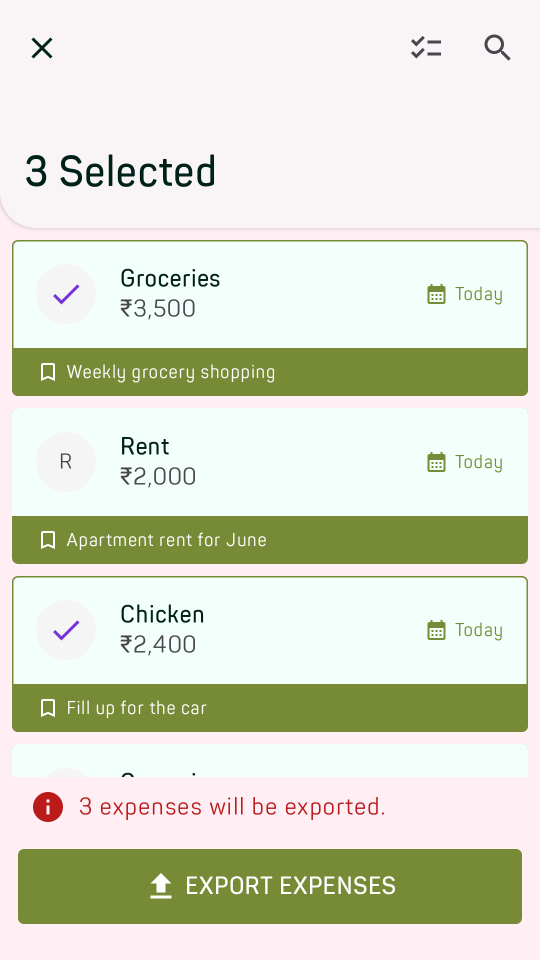 3 Selected
Groceries
₹3,500
Today
Weekly grocery shopping
R
Rent
₹2,000
Today
Apartment rent for June
Chicken
₹2,400
Today
Fill up for the car
3 expenses will be exported.
EXPORT EXPENSES